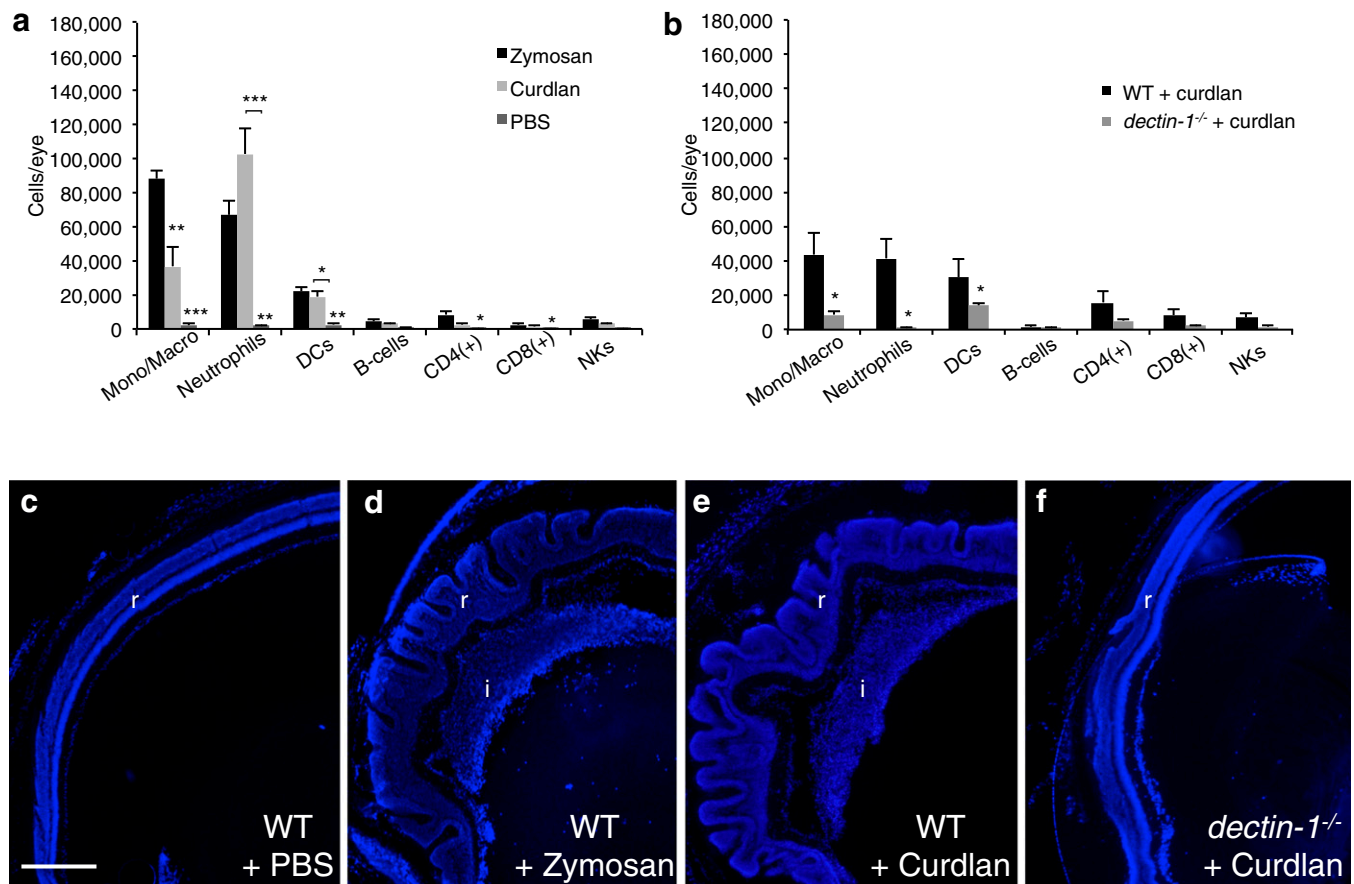 a
180,000
160,000
140,000
120,000
100,000
80,000
60,000
40,000
20,000
0
Cells/eye
Zymosan
Curdlan
PBS
**
***
***
**
*
**
*
*
Mono/Macro
Neutrophils
DCs
B-cells
CD4(+)
CD8(+)
NKs
b
180,000
160,000
140,000
120,000
100,000
80,000
60,000
40,000
20,000
0
Cells/eye
WT + curdlan
dectin-1-/- + curdlan
*
*
*
Mono/Macro
Neutrophils
DCs
B-cells
CD4(+)
CD8(+)
NKs
c
r
WT
+ PBS
d
r
i
WT
+ Zymosan
e
r
i
WT
+ Curdlan
f
r
dectin-1-/-
+ Curdlan